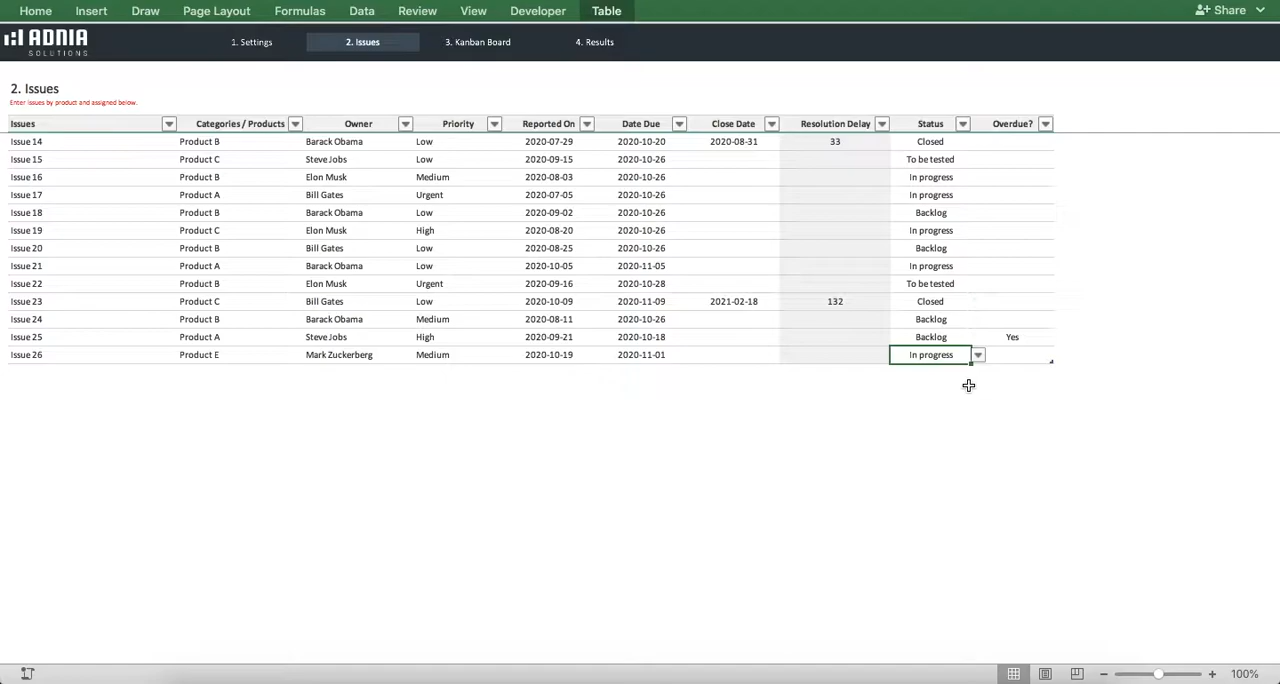 Home Insert Draw Page Layout Formulas Data Review View Developer Table Share
ADNIA
SOLUTIONS
1. Settings 2. Issues 3. Kanban Board 4. Results
2. Issues
Enter issues by product and assigned below.
Issues Categories / Products Owner Priority Reported On Date Due Close Date Resolution Delay Status Overdue?
Issue 14 Product B Barack Obama Low 2020-07-29 2020-10-20 2020-08-31 33 Closed
Issue 15 Product C Steve Jobs Low 2020-09-15 2020-10-26 To be tested
Issue 16 Product B Elon Musk Medium 2020-08-03 2020-10-26 In progress
Issue 17 Product A Bill Gates Urgent 2020-07-05 2020-10-26 In progress
Issue 18 Product B Barack Obama Low 2020-09-02 2020-10-26 Backlog
Issue 19 Product C Elon Musk High 2020-08-20 2020-10-26 In progress
Issue 20 Product B Bill Gates Low 2020-08-25 2020-10-26 Backlog
Issue 21 Product A Barack Obama Low 2020-10-05 2020-11-05 In progress
Issue 22 Product B Elon Musk Urgent 2020-09-16 2020-10-28 To be tested
Issue 23 Product C Bill Gates Low 2020-10-09 2020-11-09 2021-02-18 132 Closed
Issue 24 Product B Barack Obama Medium 2020-08-11 2020-10-26 Backlog
Issue 25 Product A Steve Jobs High 2020-09-21 2020-10-18 Backlog Yes
Issue 26 Product E Mark Zuckerberg Medium 2020-10-19 2020-11-01 In progress
100%